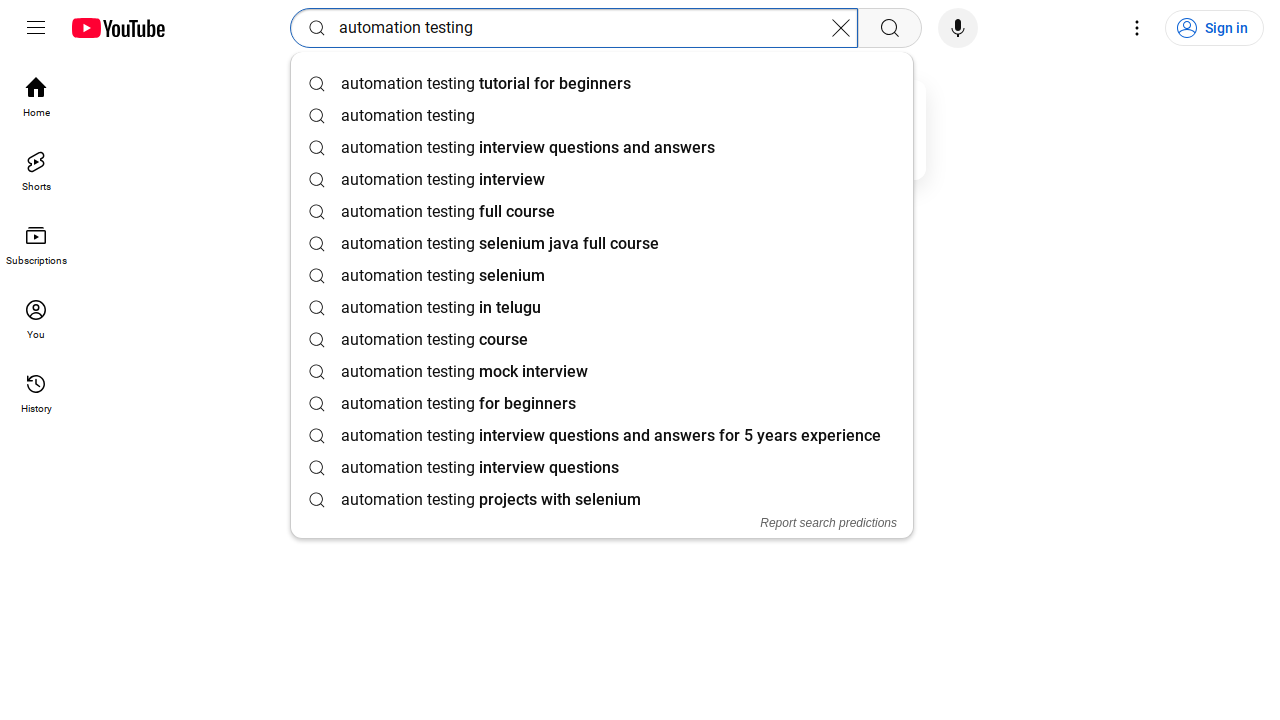 YouTube
automation testing
Sign in
Home
Shorts
Subscriptions
You
History
automation testing tutorial for beginners
automation testing
automation testing interview questions and answers
automation testing interview
automation testing full course
automation testing selenium java full course
automation testing selenium
automation testing in telugu
automation testing course
automation testing mock interview
automation testing for beginners
automation testing interview questions and answers for 5 years experience
automation testing interview questions
automation testing projects with selenium
Report search predictions